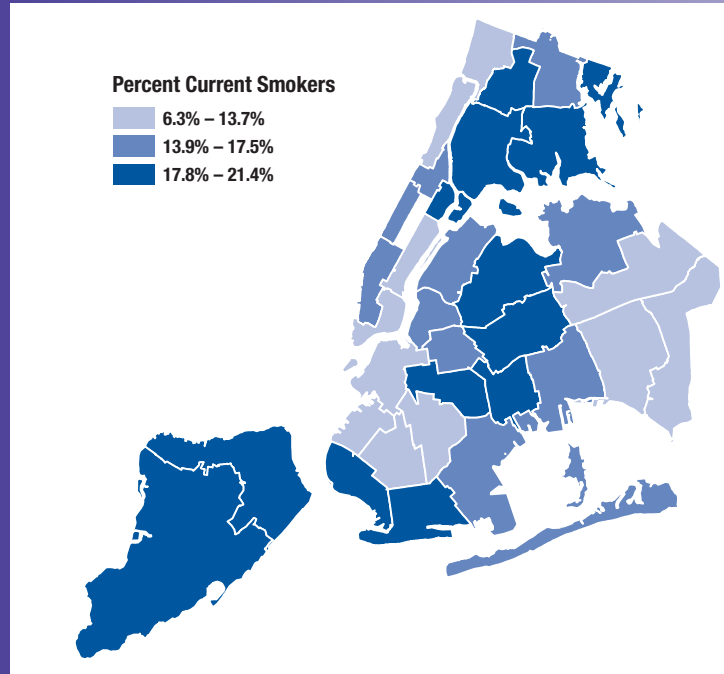 Percent Current Smokers
6.3% – 13.7%
13.9% – 17.5%
17.8% – 21.4%